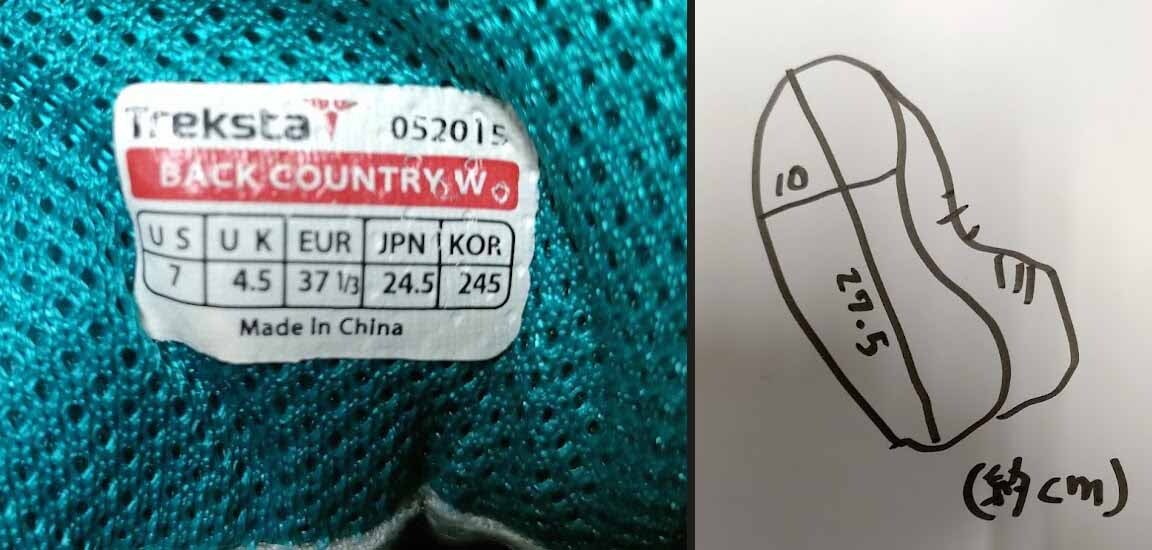 Treksta 052015
BACK COUNTRY W
US UK EUR JPN KOR
7 4.5 37 1/3 24.5 245
Made In China
10
27.5
(約cm)